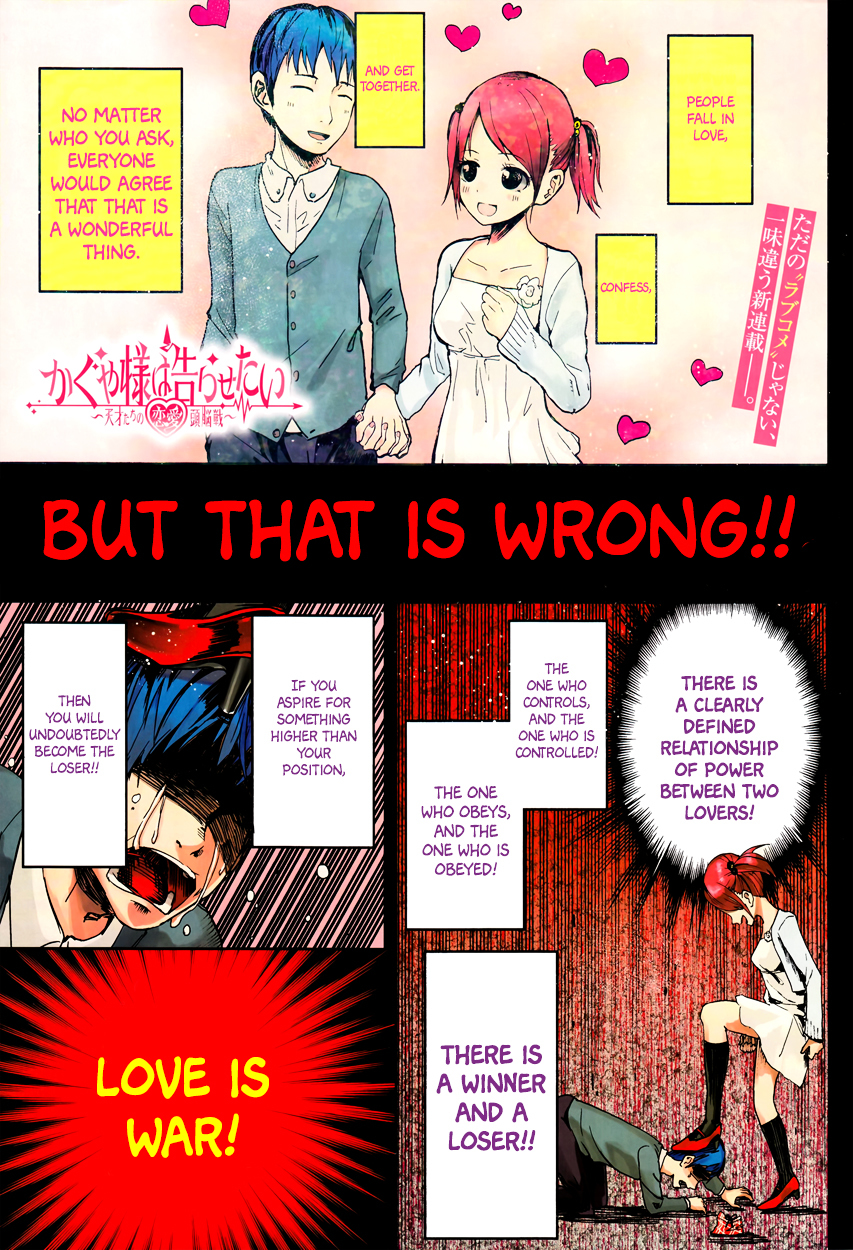 PEOPLE
FALL IN
LOVE,
CONFESS,
AND GET
TOGETHER.
NO MATTER
WHO YOU ASK,
EVERYONE
WOULD AGREE
THAT THAT IS
A WONDERFUL
THING.
ただの〝ラブコメ〟じゃない、
一味違う新連載──。
かぐや様は告らせたい
～天才たちの恋愛頭脳戦～
BUT THAT IS WRONG!!
THERE IS
A CLEARLY
DEFINED
RELATIONSHIP
OF POWER
BETWEEN TWO
LOVERS!
THE
ONE WHO
CONTROLS,
AND THE
ONE WHO IS
CONTROLLED!
THE ONE
WHO OBEYS,
AND THE
ONE WHO IS
OBEYED!
THERE IS
A WINNER
AND A
LOSER!!
IF YOU
ASPIRE FOR
SOMETHING
HIGHER THAN
YOUR
POSITION,
THEN
YOU WILL
UNDOUBTEDLY
BECOME THE
LOSER!!
LOVE IS
WAR!